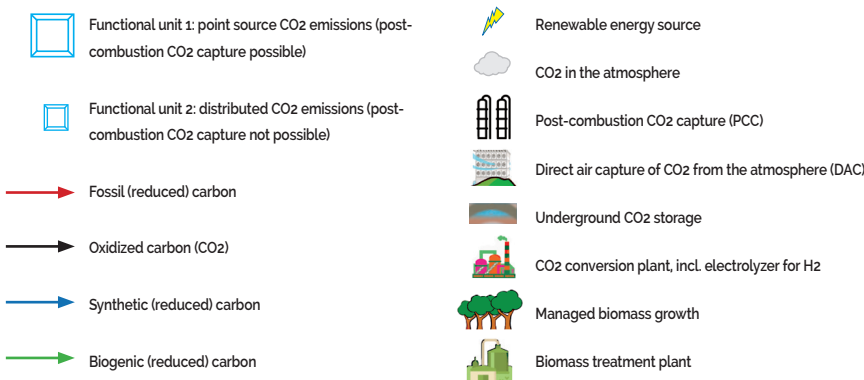 Functional unit 1: point source CO2 emissions (post-
combustion CO2 capture possible)
Functional unit 2: distributed CO2 emissions (post-
combustion CO2 capture not possible)
Fossil (reduced) carbon
Oxidized carbon (CO2)
Synthetic (reduced) carbon
Biogenic (reduced) carbon
Renewable energy source
CO2 in the atmosphere
Post-combustion CO2 capture (PCC)
Direct air capture of CO2 from the atmosphere (DAC)
Underground CO2 storage
CO2 conversion plant, incl. electrolyzer for H2
Managed biomass growth
Biomass treatment plant